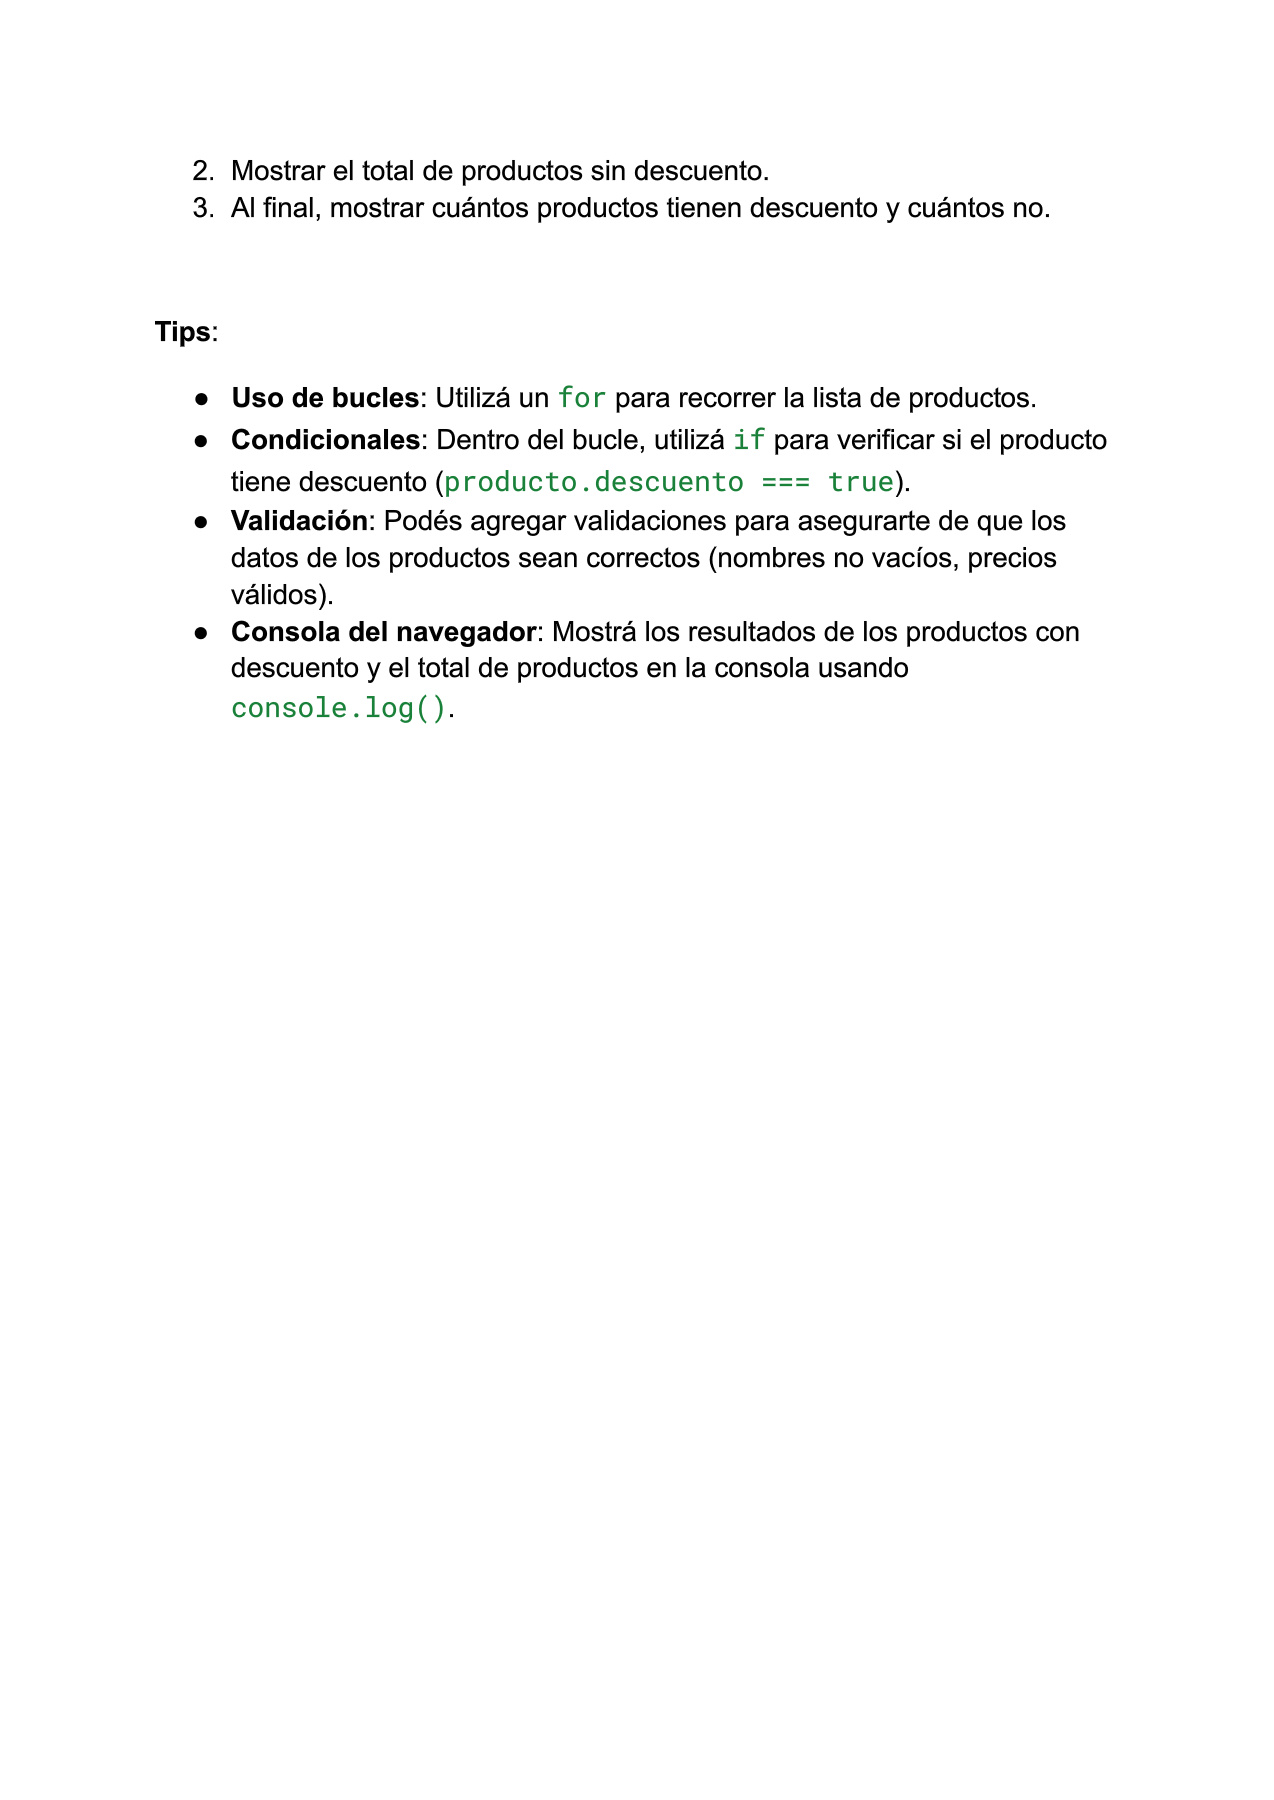 2. Mostrar el total de productos sin descuento.
3. Al final, mostrar cuántos productos tienen descuento y cuántos no.
Tips:
● Uso de bucles: Utilizá un for para recorrer la lista de productos.
● Condicionales: Dentro del bucle, utilizá if para verificar si el producto
tiene descuento (producto.descuento === true).
● Validación: Podés agregar validaciones para asegurarte de que los
datos de los productos sean correctos (nombres no vacíos, precios
válidos).
● Consola del navegador: Mostrá los resultados de los productos con
descuento y el total de productos en la consola usando
console.log().